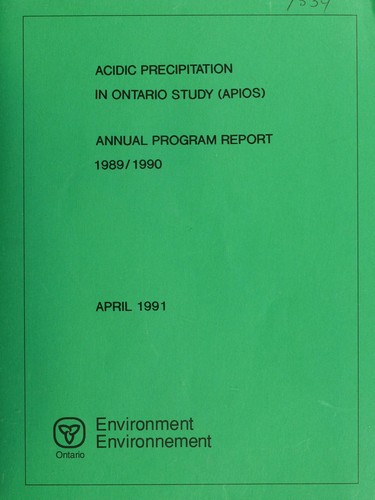 ACIDIC PRECIPITATION
IN ONTARIO STUDY (APIOS)
ANNUAL PROGRAM REPORT
1989/1990
APRIL 1991
Environment
Environnement
Ontario